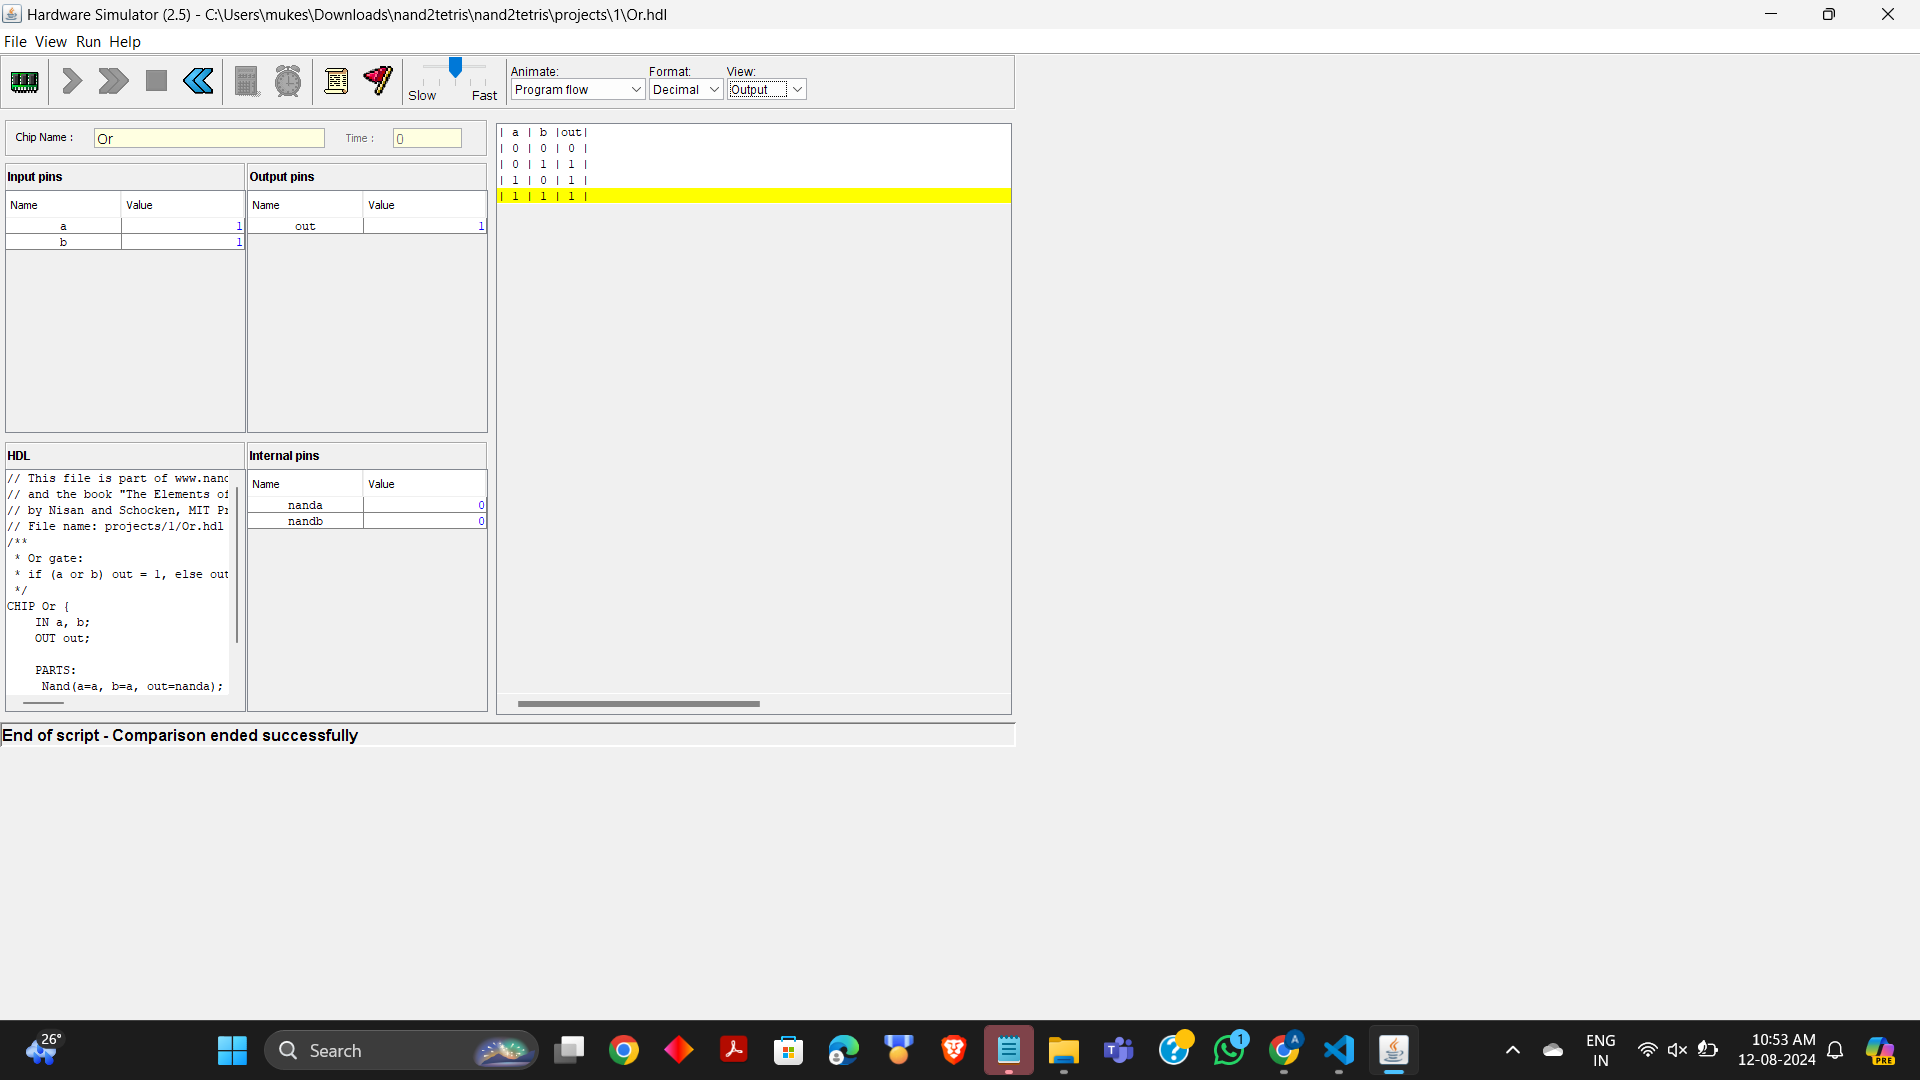 Hardware Simulator (2.5) - C:\Users\mukes\Downloads\nand2tetris\nand2tetris\projects\1\Or.hdl
File View Run Help
Slow Fast
Animate: Format: View:
Program flow Decimal Output
Chip Name : Or Time : 0
Input pins
Name Value
a 1
b 1
Output pins
Name Value
out 1
| a | b |out|
| 0 | 0 | 0 |
| 0 | 1 | 1 |
| 1 | 0 | 1 |
| 1 | 1 | 1 |
HDL
// This file is part of www.nand
// and the book "The Elements of
// by Nisan and Schocken, MIT Pr
// File name: projects/1/Or.hdl
/**
* Or gate:
* if (a or b) out = 1, else out
*/
CHIP Or {
IN a, b;
OUT out;
PARTS:
Nand(a=a, b=a, out=nanda);
Internal pins
Name Value
nanda 0
nandb 0
End of script - Comparison ended successfully
26°
Search
1
A
ENG
IN
10:53 AM
12-08-2024
PRE